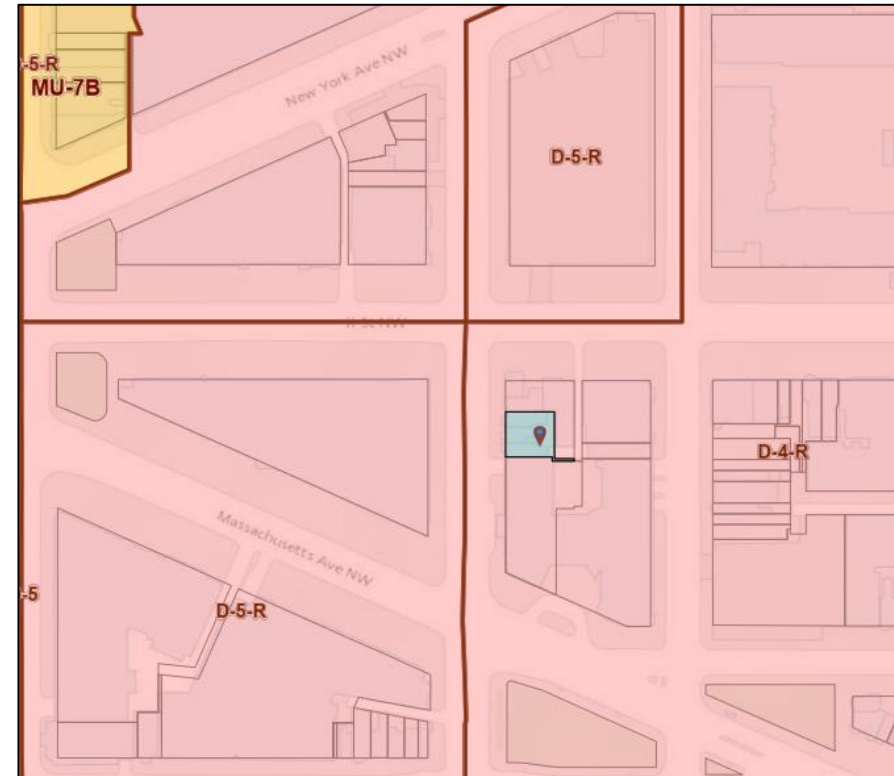 -5-R
MU-7B
New York Ave NW
D-5-R
D-4-R
Massachusetts Ave NW
-5
D-5-R